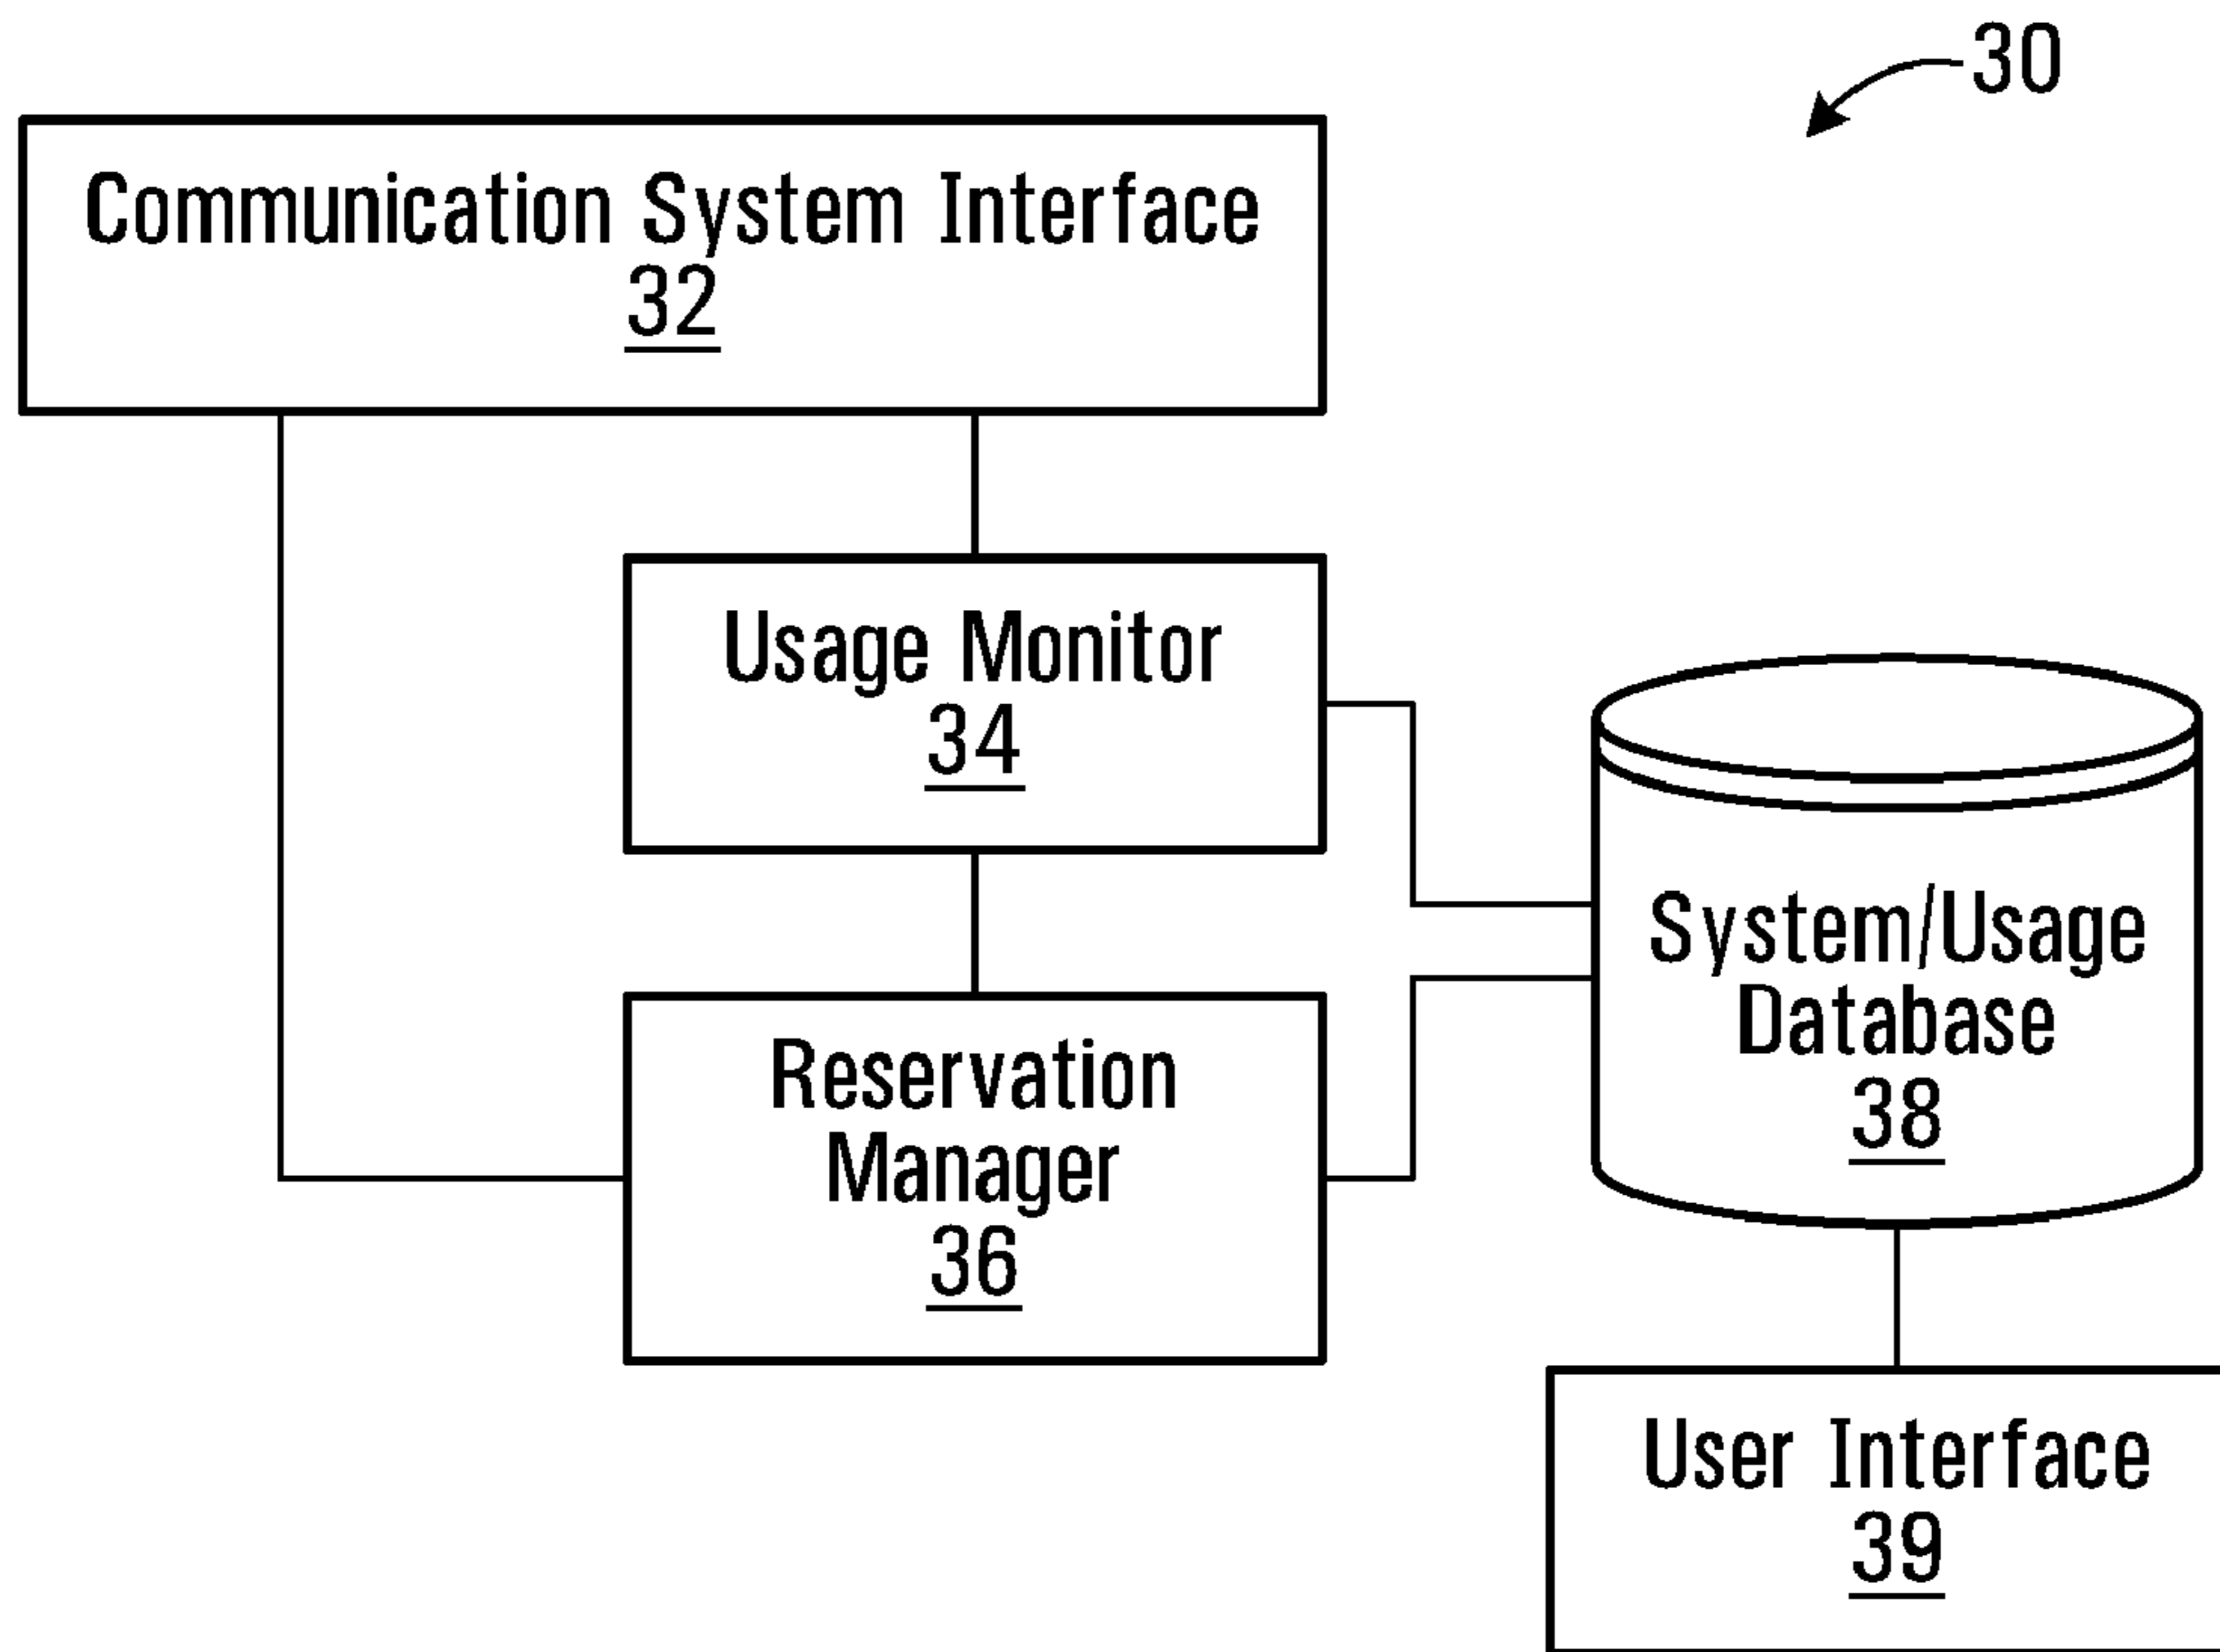 30
Communication System Interface
32
Usage Monitor
34
System/Usage
Database
38
Reservation
Manager
36
User Interface
39